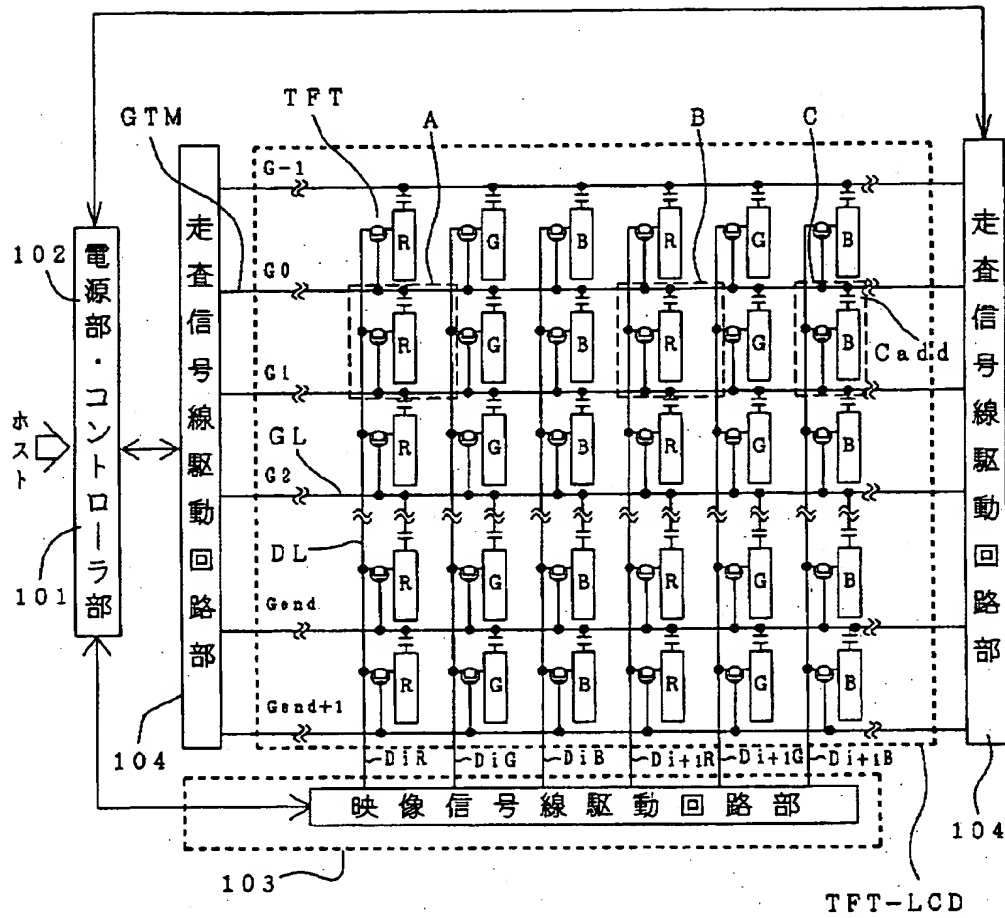 TFT
GTM
A
B
C
G-1
102
電源部・コントローラ部
走査信号線駆動回路部
走査信号線駆動回路部
R G B R G B
G0
R G B R G B
Cadd
G1
ホスト
GL
R G B R G B
G2
DL
101
R G B R G B
Gend
R G B R G B
Gend+1
104
DiR DiG DiB Di+1R Di+1G Di+1B
映像信号線駆動回路部
104
103
TFT-LCD